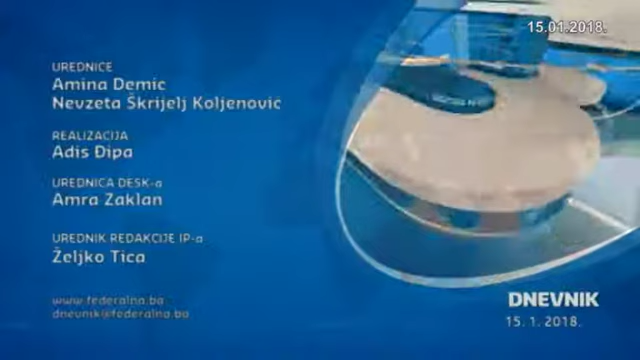 15.01.2018.
UREDNICE
Amina Demic
Nevzeta Škrijelj Koljenovic
REALIZACIJA
Adis Đipa
UREDNICA DESK-a
Amra Zaklan
UREDNIK REDAKCIJE IP-a
Željko Tica
www.federalna.ba
dnevnik@federalna.ba
DNEVNIK
15. 1. 2018.